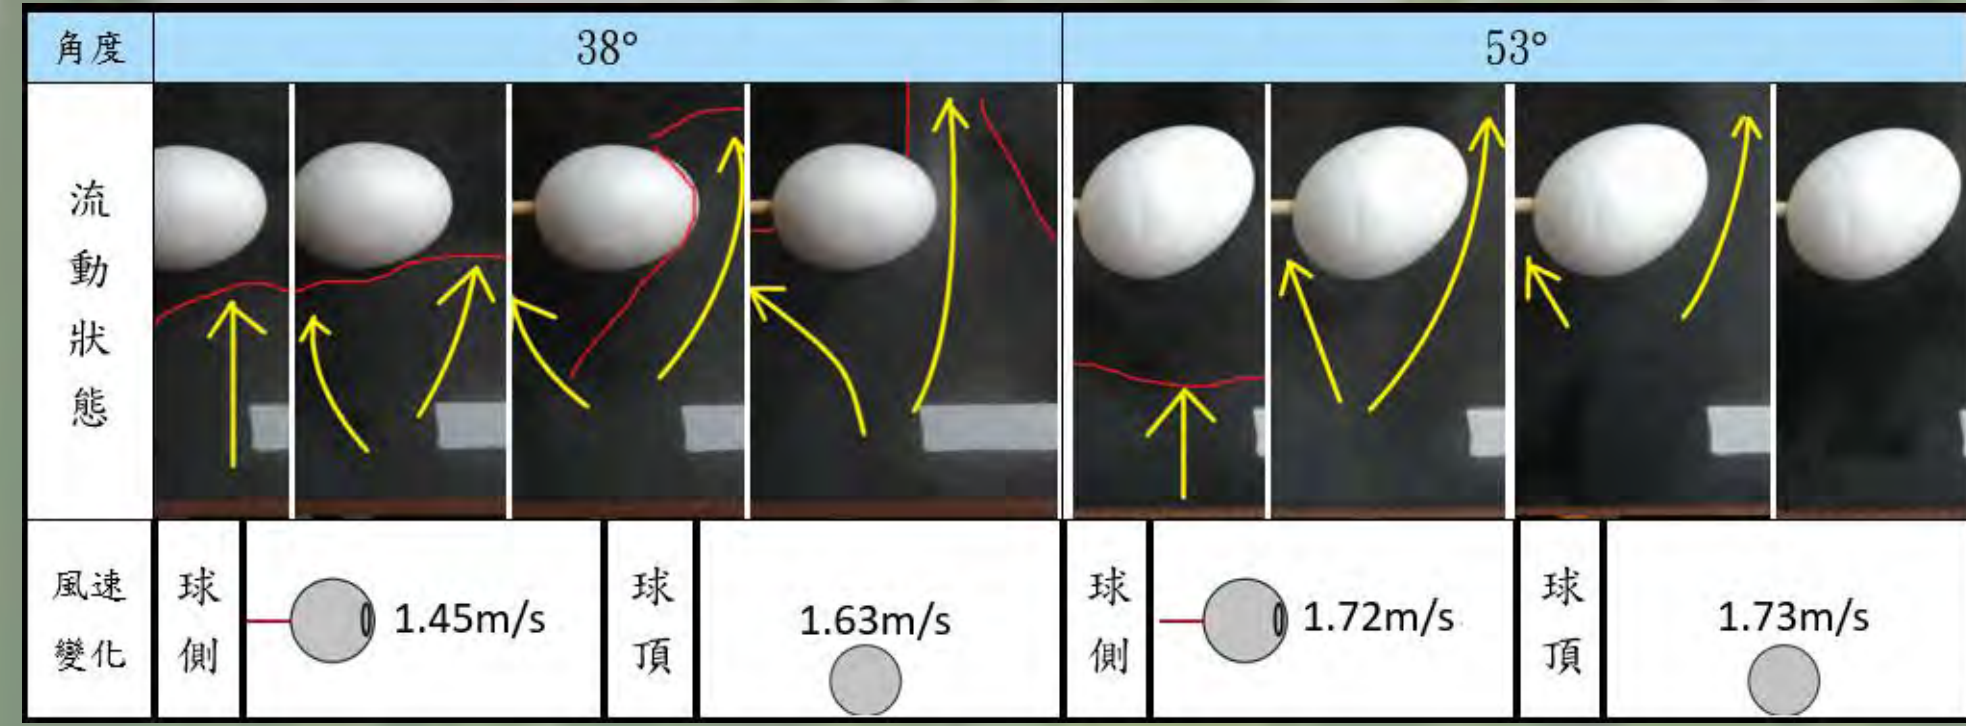 角度
38°
53°
流動狀態
風速變化
球側
1.45m/s
球頂
1.63m/s
球側
1.72m/s
球頂
1.73m/s